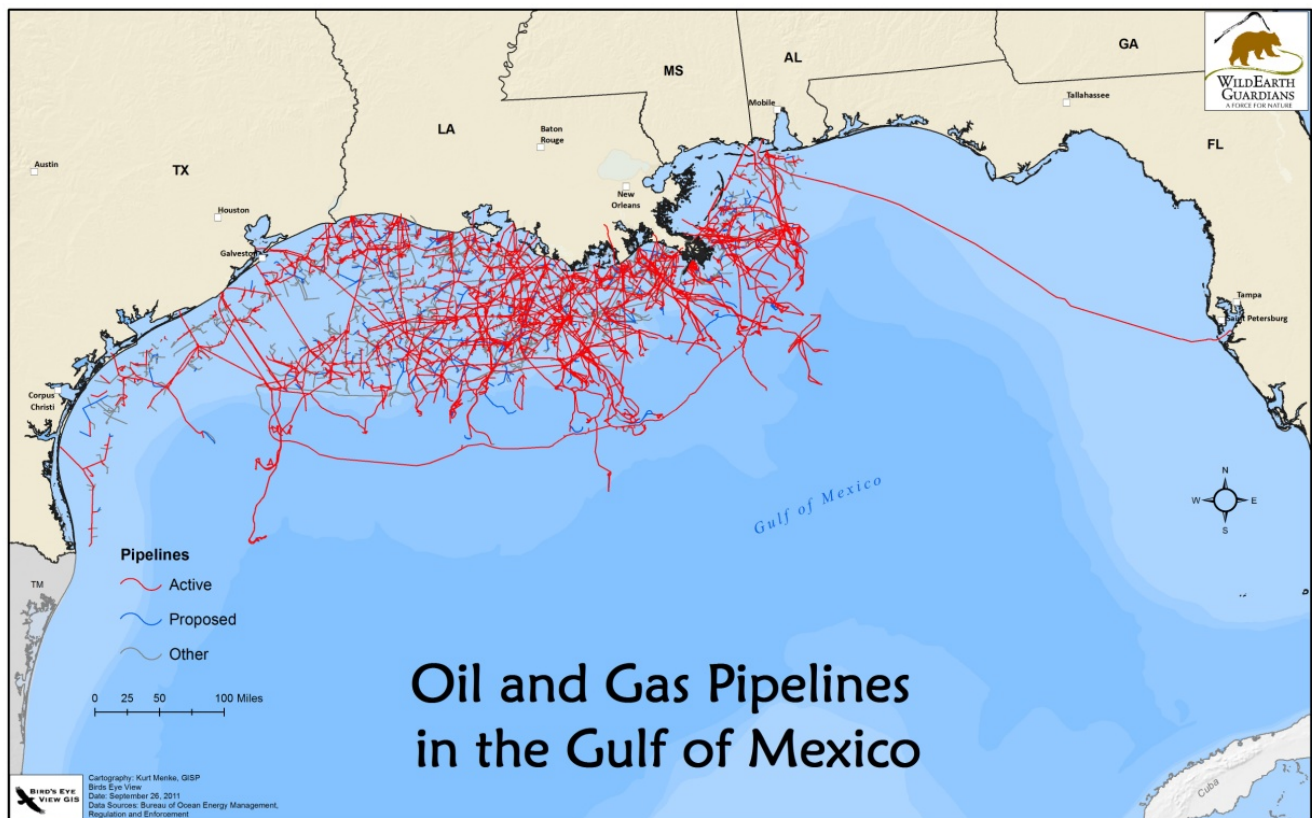 WILDEARTH
GUARDIANS
A FORCE FOR NATURE
GA
AL
MS
Mobile
Tallahassee
LA
Baton
Rouge
FL
Austin
TX
New
Orleans
Houston
Galveston
Tampa
Saint Petersburg
Corpus
Christi
N
W
E
S
Gulf of Mexico
Pipelines
Active
Proposed
Other
TM
0 25 50 100 Miles
Oil and Gas Pipelines
in the Gulf of Mexico
Cuba
BIRD'S EYE
VIEW GIS
Cartography: Kurt Menke, GISP
Birds Eye View
Date: September 26, 2011
Data Sources: Bureau of Ocean Energy Management,
Regulation and Enforcement